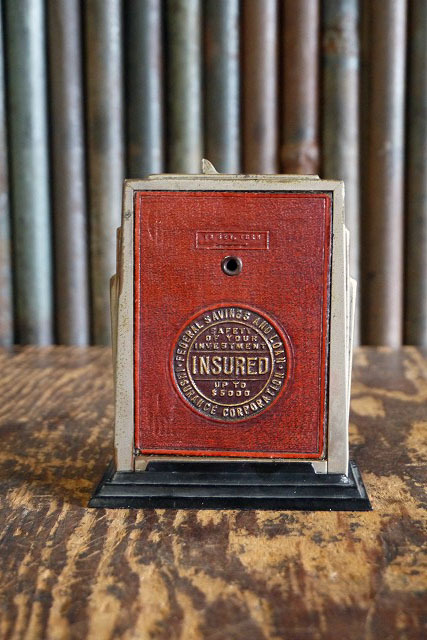 FEDERAL SAVINGS AND LOAN
INSURANCE CORPORATION
SAFETY
OF YOUR
INVESTMENT
INSURED
UP TO
$5000